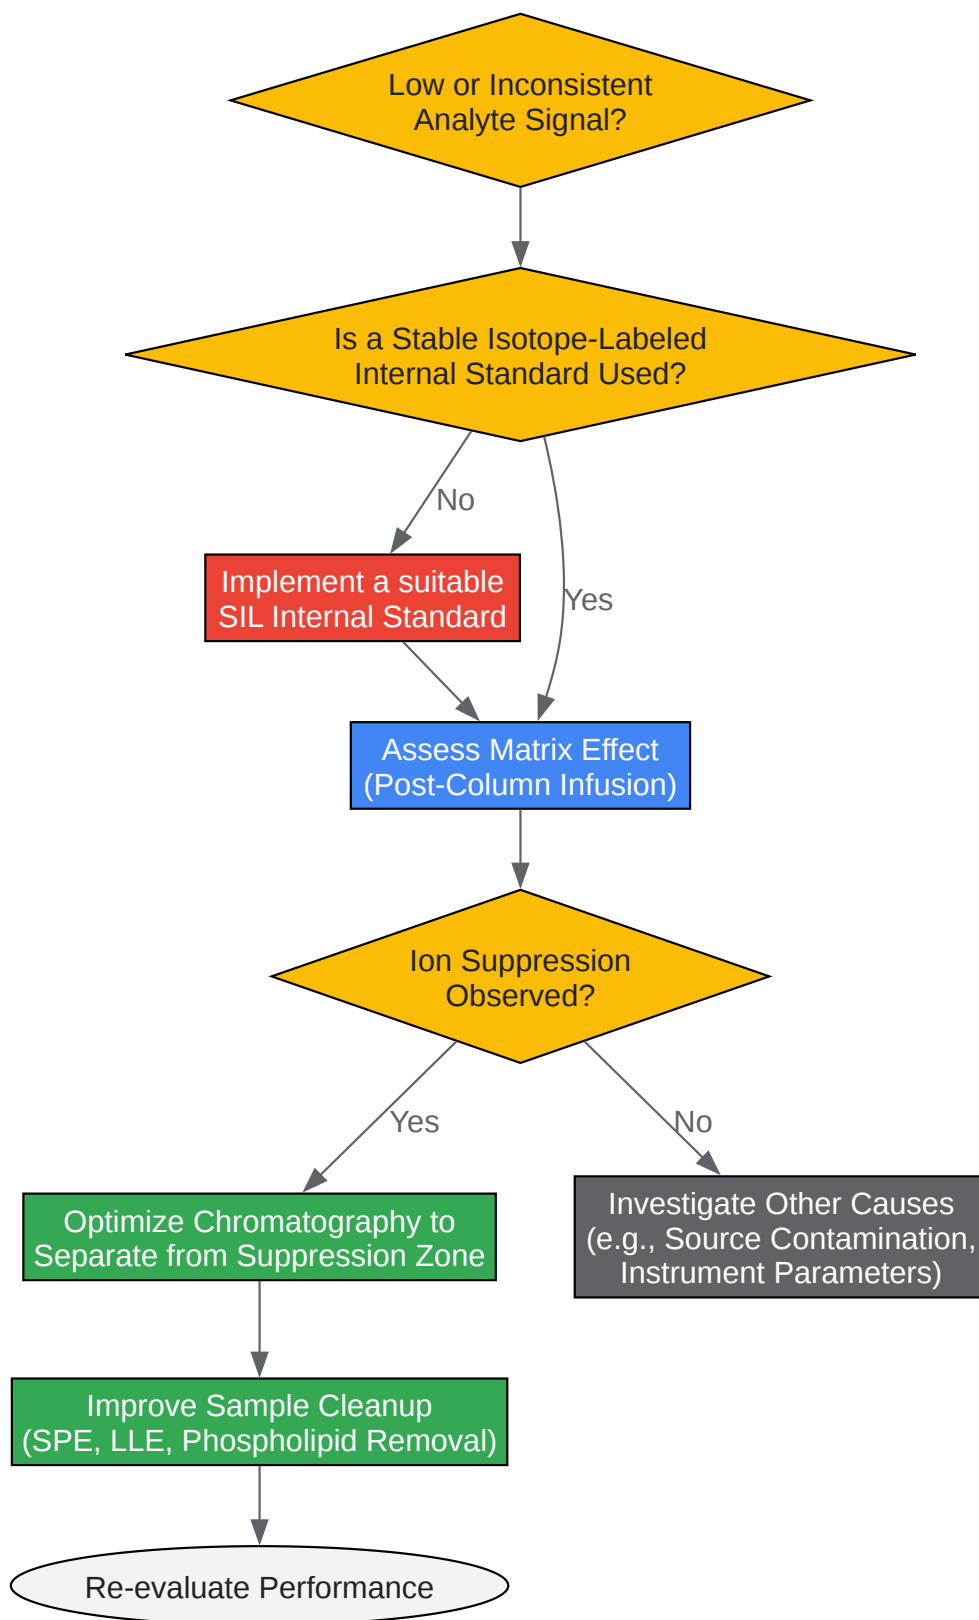 Low or Inconsistent
Analyte Signal?
Is a Stable Isotope-Labeled
Internal Standard Used?
No
Implement a suitable
SIL Internal Standard
Yes
Assess Matrix Effect
(Post-Column Infusion)
Ion Suppression
Observed?
Yes
No
Optimize Chromatography to
Separate from Suppression Zone
Investigate Other Causes
(e.g., Source Contamination,
Instrument Parameters)
Improve Sample Cleanup
(SPE, LLE, Phospholipid Removal)
Re-evaluate Performance